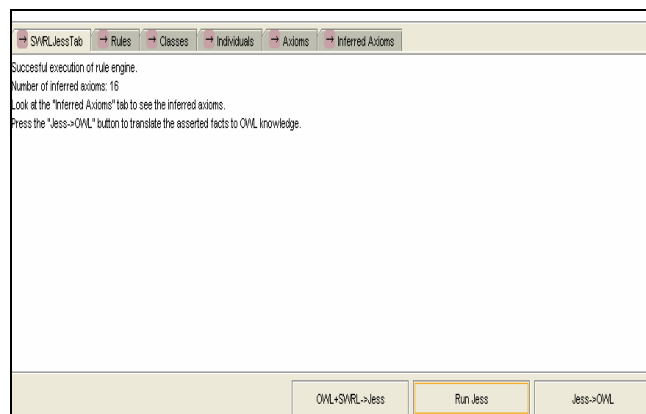 SWRLJessTab Rules Classes Individuals Axioms Inferred Axioms
Succesful execution of rule engine.
Number of inferred axioms: 16
Look at the "Inferred Axioms" tab to see the inferred axioms.
Press the "Jess->OWL" button to translate the asserted facts to OWL knowledge.
OWL+SWRL->Jess Run Jess Jess->OWL